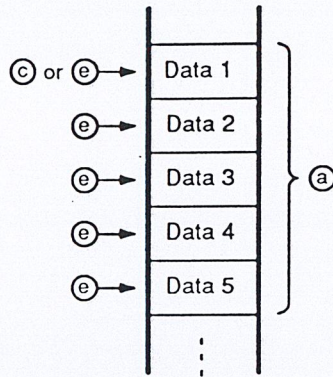 ⓒ or ⓔ Data 1
ⓔ Data 2
ⓔ Data 3 ⓐ
ⓔ Data 4
ⓔ Data 5